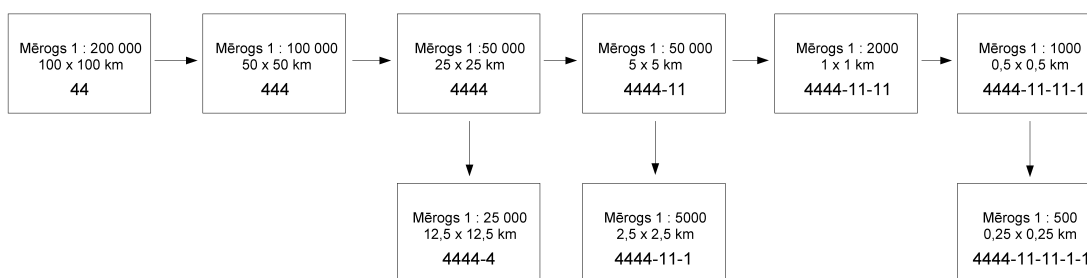 Mērogs 1 : 200 000
100 x 100 km
44
Mērogs 1 : 100 000
50 x 50 km
444
Mērogs 1 :50 000
25 x 25 km
4444
Mērogs 1 : 50 000
5 x 5 km
4444-11
Mērogs 1 : 2000
1 x 1 km
4444-11-11
Mērogs 1 : 1000
0,5 x 0,5 km
4444-11-11-1
Mērogs 1 : 25 000
12,5 x 12,5 km
4444-4
Mērogs 1 : 5000
2,5 x 2,5 km
4444-11-1
Mērogs 1 : 500
0,25 x 0,25 km
4444-11-11-1-1